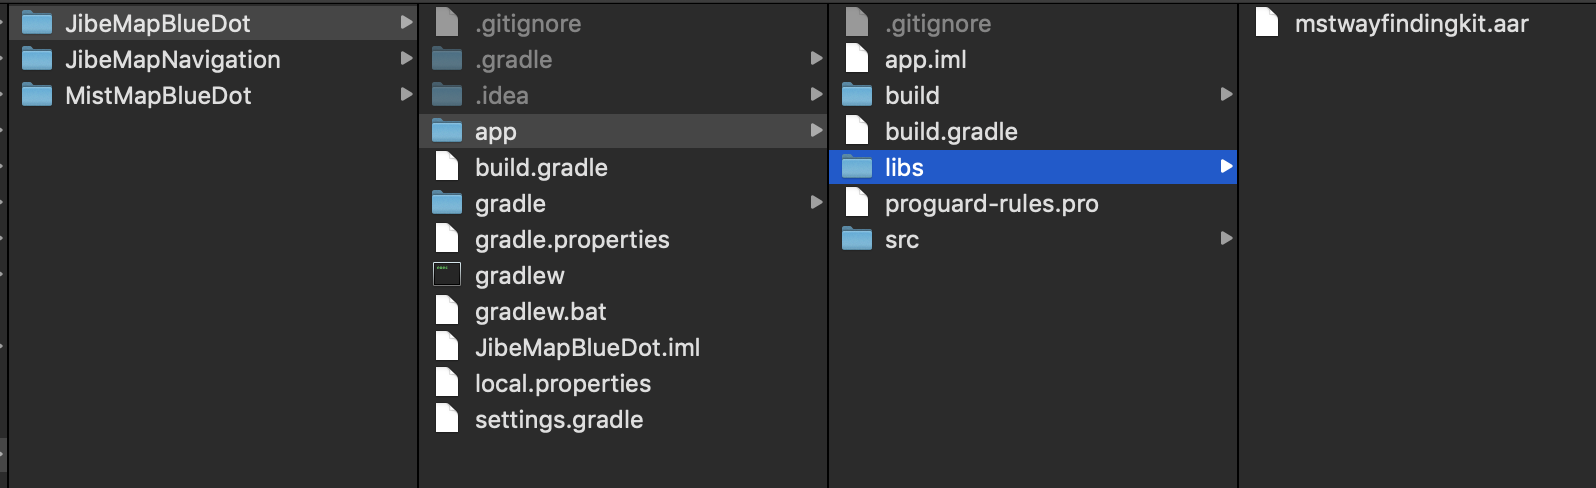 JibeMapBlueDot
JibeMapNavigation
MistMapBlueDot
.gitignore
.gradle
.idea
app
build.gradle
gradle
gradle.properties
gradlew
gradlew.bat
JibeMapBlueDot.iml
local.properties
settings.gradle
.gitignore
app.iml
build
build.gradle
libs
proguard-rules.pro
src
mstwayfindingkit.aar